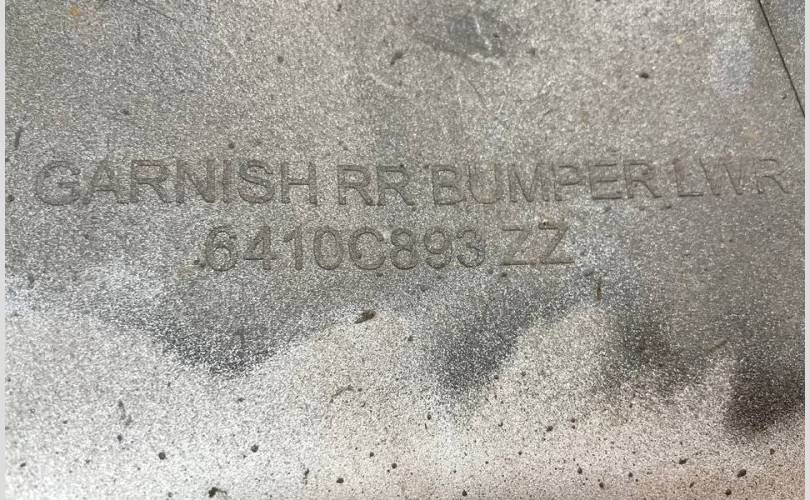 GARNISH RR BUMPER LWR
6410C893 ZZ